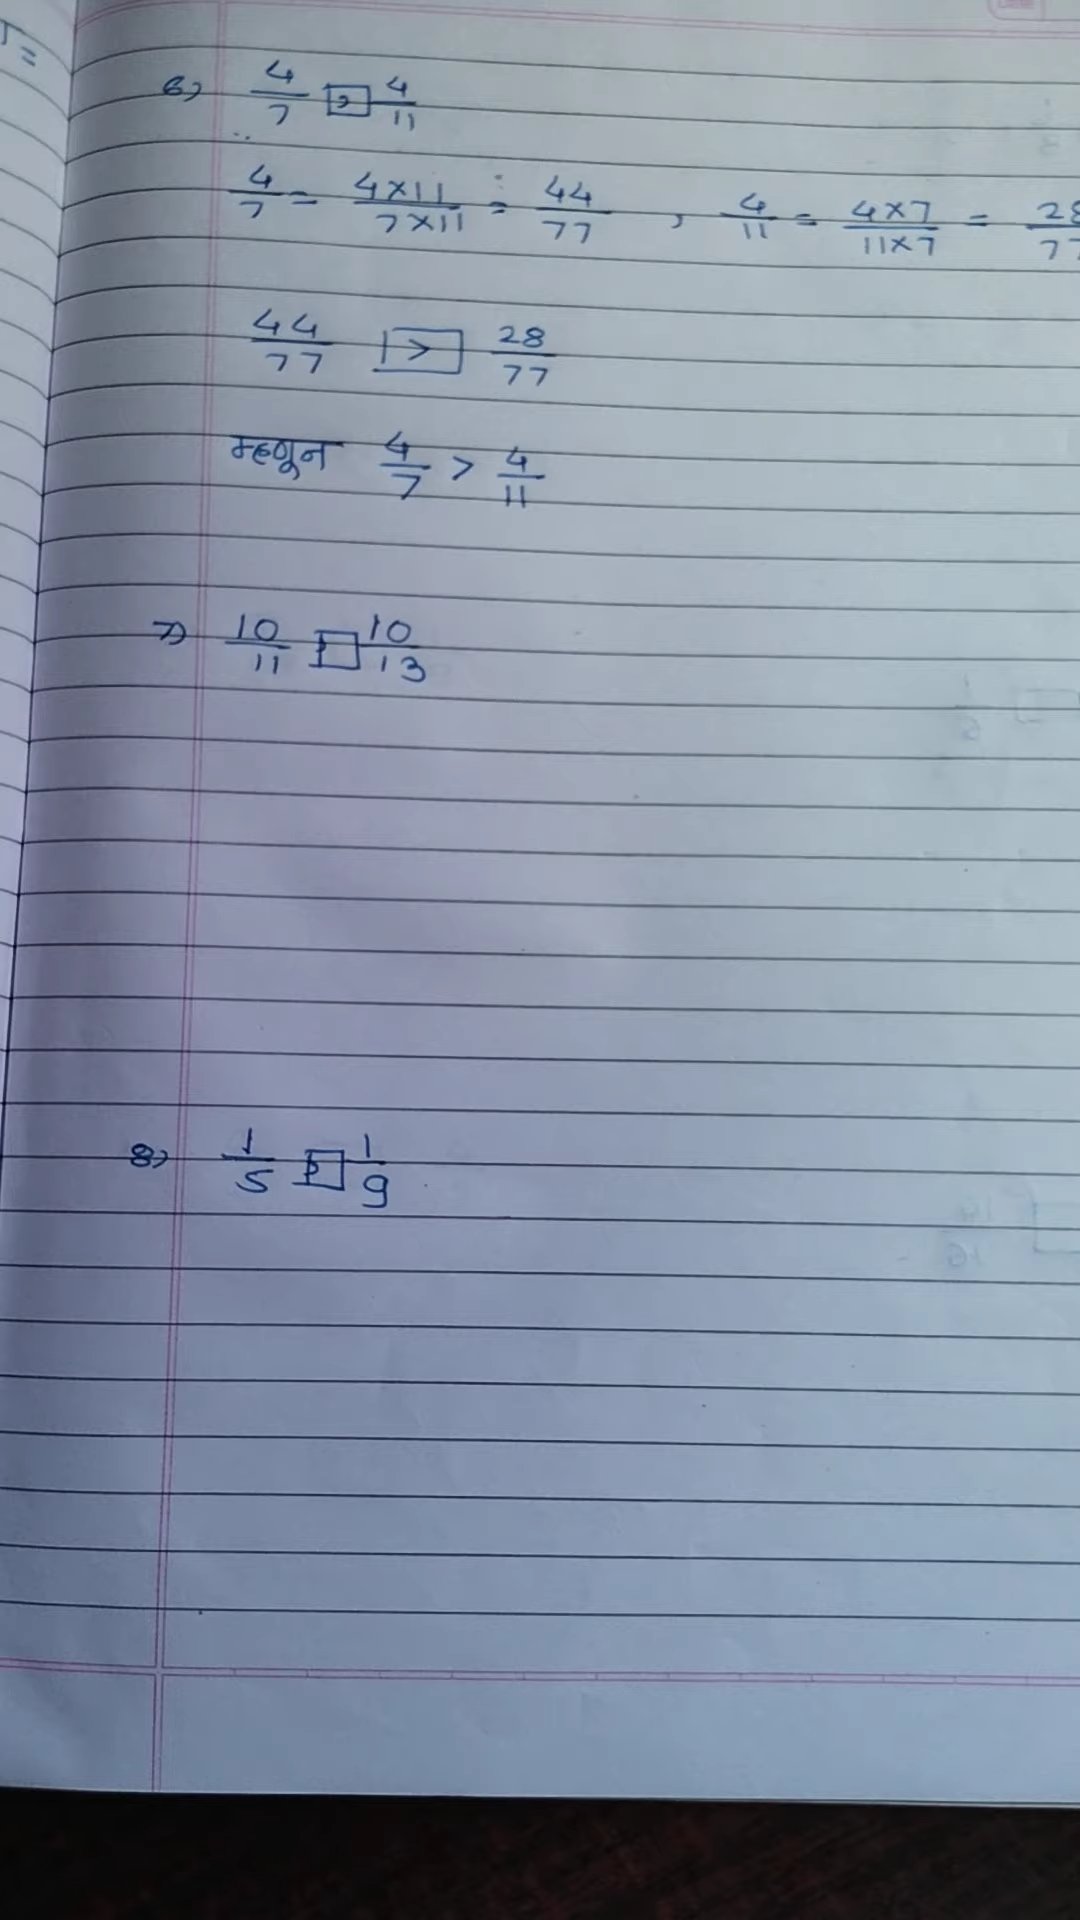 6) 4/7 [>] 4/11
4/7 = 4×11/7×11 = 44/77 , 4/11 = 4×7/11×7 = 28/77
44/77 [>] 28/77
म्हणून 4/7 > 4/11
7) 10/11 □ 10/13
8) 1/5 □ 1/9